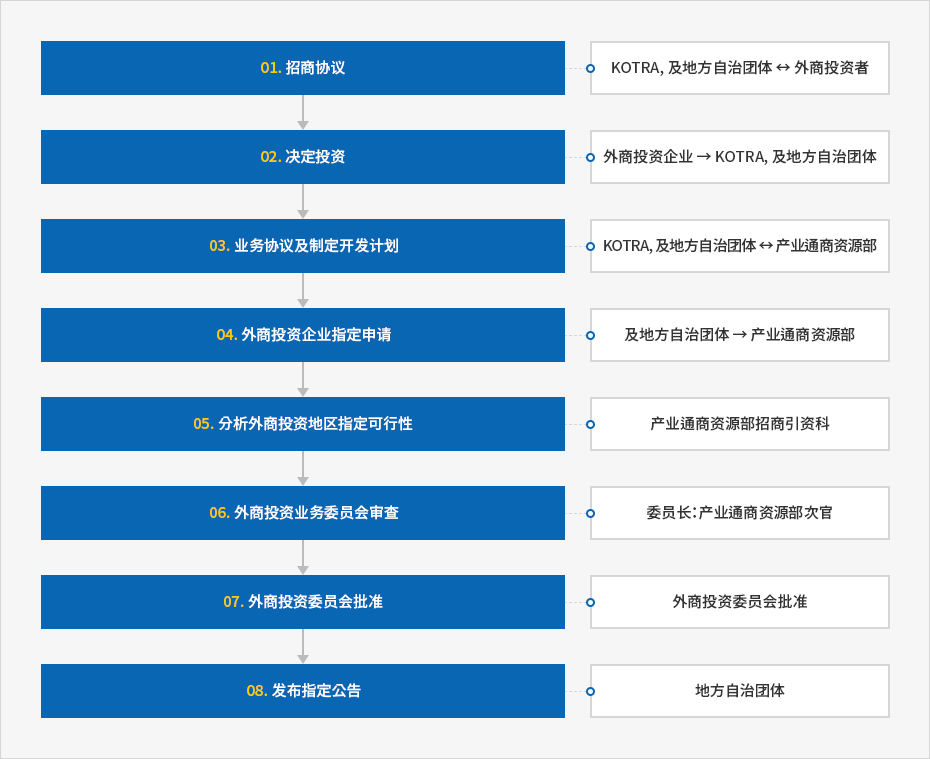 01. 招商协议
KOTRA, 及地方自治团体 ↔ 外商投资者
02. 决定投资
外商投资企业 → KOTRA, 及地方自治团体
03. 业务协议及制定开发计划
KOTRA, 及地方自治团体 ↔ 产业通商资源部
04. 外商投资企业指定申请
及地方自治团体 → 产业通商资源部
05. 分析外商投资地区指定可行性
产业通商资源部招商引资科
06. 外商投资业务委员会审查
委员长:产业通商资源部次官
07. 外商投资委员会批准
外商投资委员会批准
08. 发布指定公告
地方自治团体